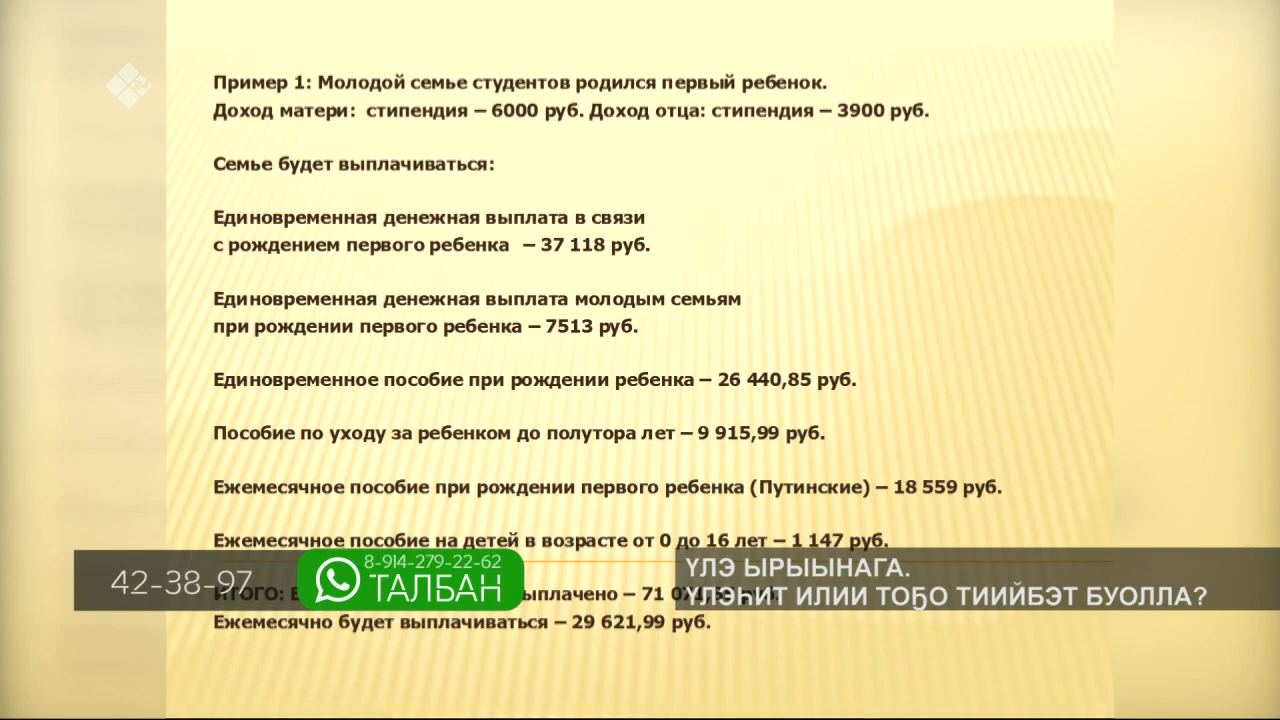 Пример 1: Молодой семье студентов родился первый ребенок.
Доход матери: стипендия – 6000 руб. Доход отца: стипендия – 3900 руб.
Семье будет выплачиваться:
Единовременная денежная выплата в связи
с рождением первого ребенка – 37 118 руб.
Единовременная денежная выплата молодым семьям
при рождении первого ребенка – 7513 руб.
Единовременное пособие при рождении ребенка – 26 440,85 руб.
Пособие по уходу за ребенком до полутора лет – 9 915,99 руб.
Ежемесячное пособие при рождении первого ребенка (Путинские) – 18 559 руб.
Ежемесячное пособие на детей в возрасте от 0 до 16 лет – 1 147 руб.
ИТОГО: – 71
Ежемесячно будет выплачиваться – 29 621,99 руб.
42-38-97
8-914-279-22-62
ТАЛБАН
ҮЛЭ ЫРЫЫНАГА.
ҮЛЭҺИТ ИЛИИ ТОҔО ТИИЙБЭТ БУОЛЛА?